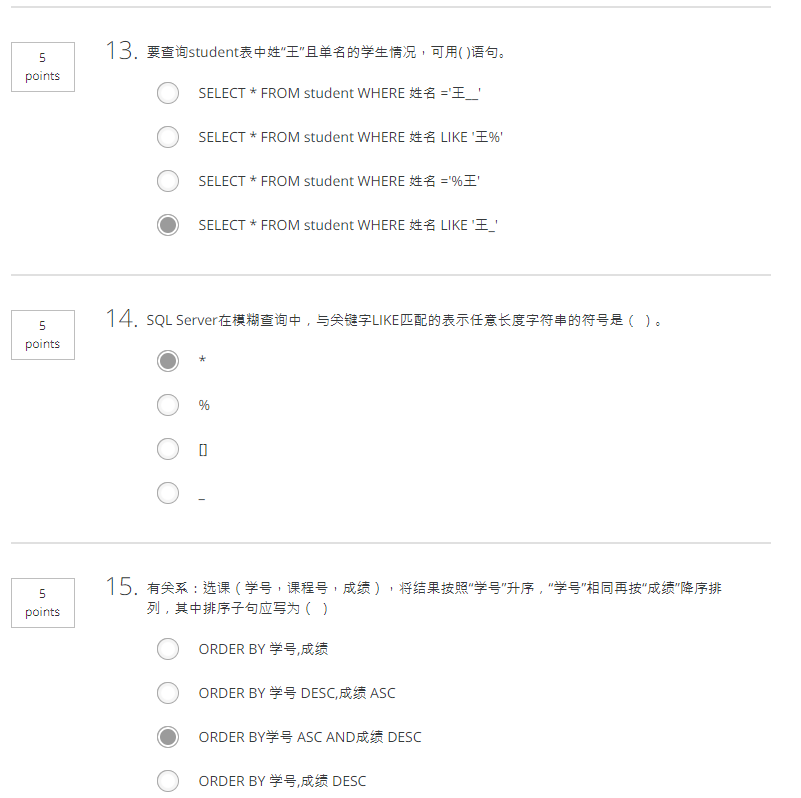 5
points
13. 要查询student表中姓“王”且单名的学生情况，可用( )语句。
SELECT * FROM student WHERE 姓名 ='王__'
SELECT * FROM student WHERE 姓名 LIKE '王%'
SELECT * FROM student WHERE 姓名 ='%王'
SELECT * FROM student WHERE 姓名 LIKE '王_'
5
points
14. SQL Server在模糊查询中，与关键字LIKE匹配的表示任意长度字符串的符号是（ ）。
*
%
[]
_
5
points
15. 有关系：选课（学号，课程号，成绩），将结果按照“学号”升序，“学号”相同再按“成绩”降序排
列，其中排序子句应写为（ ）
ORDER BY 学号,成绩
ORDER BY 学号 DESC,成绩 ASC
ORDER BY学号 ASC AND成绩 DESC
ORDER BY 学号,成绩 DESC